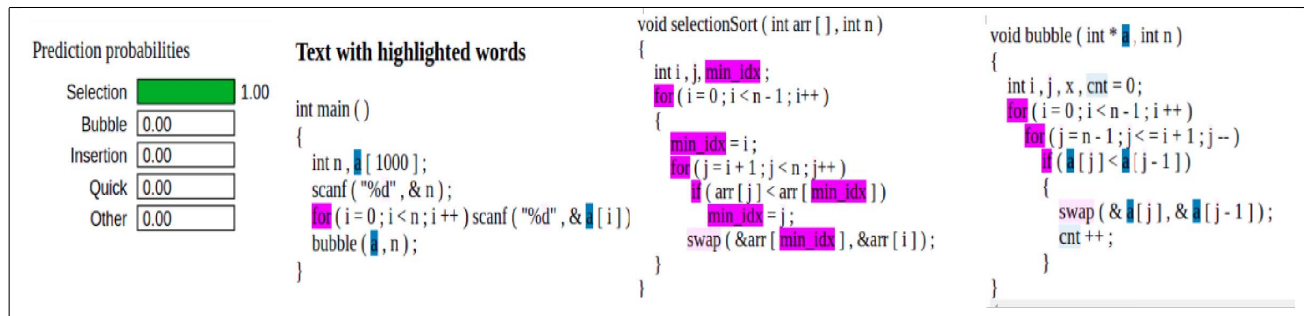 Prediction probabilities
Selection 1.00
Bubble 0.00
Insertion 0.00
Quick 0.00
Other 0.00
Text with highlighted words
int main ( )
{
int n , a [ 1000 ] ;
scanf ( "%d" , & n ) ;
for ( i = 0 ; i < n ; i ++ ) scanf ( "%d" , & a [ i ] )
bubble ( a , n ) ;
}
void selectionSort ( int arr [ ] , int n )
{
int i , j, min_idx ;
for ( i = 0 ; i < n - 1 ; i++ )
{
min_idx = i ;
for ( j = i + 1 ; j < n ; j++ )
if ( arr [ j ] < arr [ min_idx ] )
min_idx = j ;
swap ( &arr [ min_idx ] , &arr [ i ] ) ;
}
}
void bubble ( int * a , int n )
{
int i , j , x , cnt = 0;
for ( i = 0 ; i < n - 1 ; i ++ )
for ( j = n - 1 ; j < = i + 1 ; j -- )
if ( a [ j ] < a [ j - 1 ] )
{
swap ( & a [ j ] , & a [ j - 1 ] ) ;
cnt ++ ;
}
}